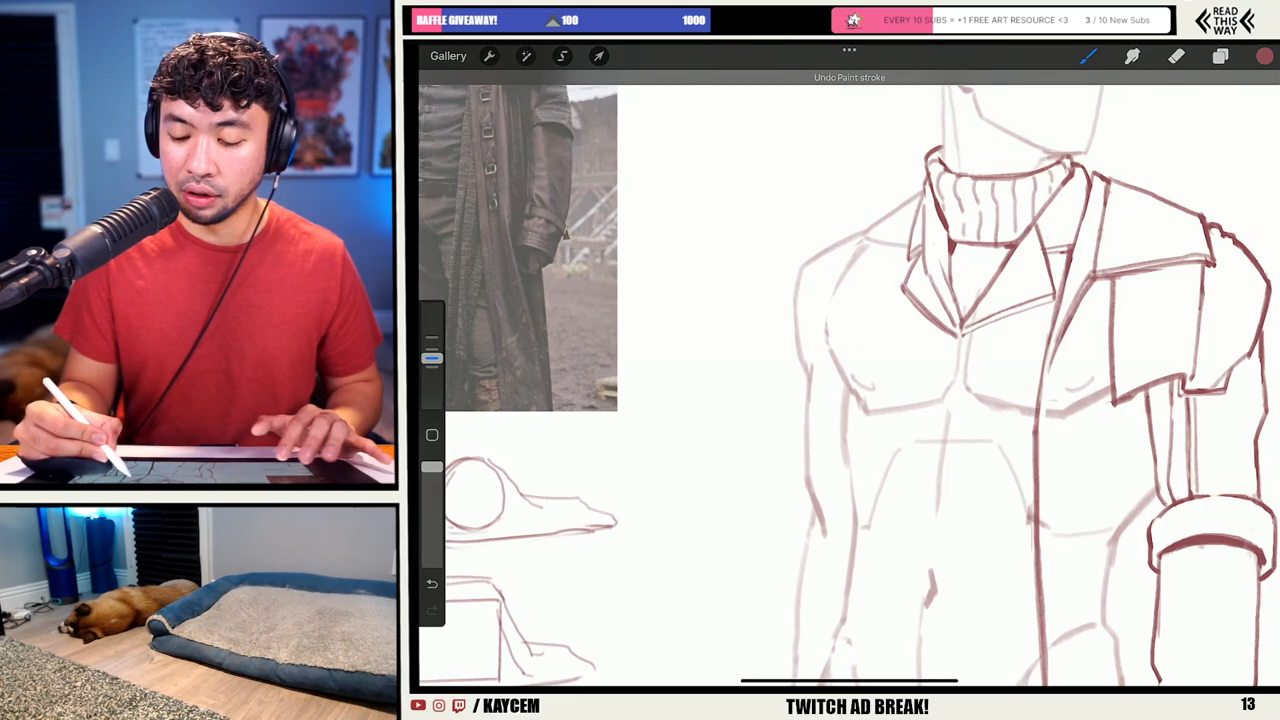 RAFFLE GIVEAWAY!
100
1000
EVERY 10 SUBS = +1 FREE ART RESOURCE <3
3 / 10 New Subs
READ
THIS
WAY
Gallery
Undo Paint stroke
/ KAYCEM
TWITCH AD BREAK!
13